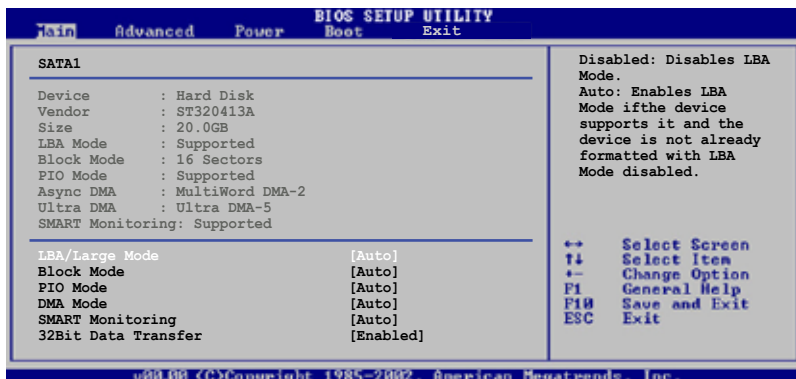 BIOS SETUP UTILITY
Main Advanced Power Boot Exit
SATA1
Device : Hard Disk
Vendor : ST320413A
Size : 20.0GB
LBA Mode : Supported
Block Mode : 16 Sectors
PIO Mode : Supported
Async DMA : MultiWord DMA-2
Ultra DMA : Ultra DMA-5
SMART Monitoring: Supported
LBA/Large Mode [Auto]
Block Mode [Auto]
PIO Mode [Auto]
DMA Mode [Auto]
SMART Monitoring [Auto]
32Bit Data Transfer [Enabled]
Disabled: Disables LBA
Mode.
Auto: Enables LBA
Mode ifthe device
supports it and the
device is not already
formatted with LBA
Mode disabled.
↔ Select Screen
↑↓ Select Item
+- Change Option
F1 General Help
F10 Save and Exit
ESC Exit
v00.00 (C)Copyright 1985-2002, American Megatrends, Inc.